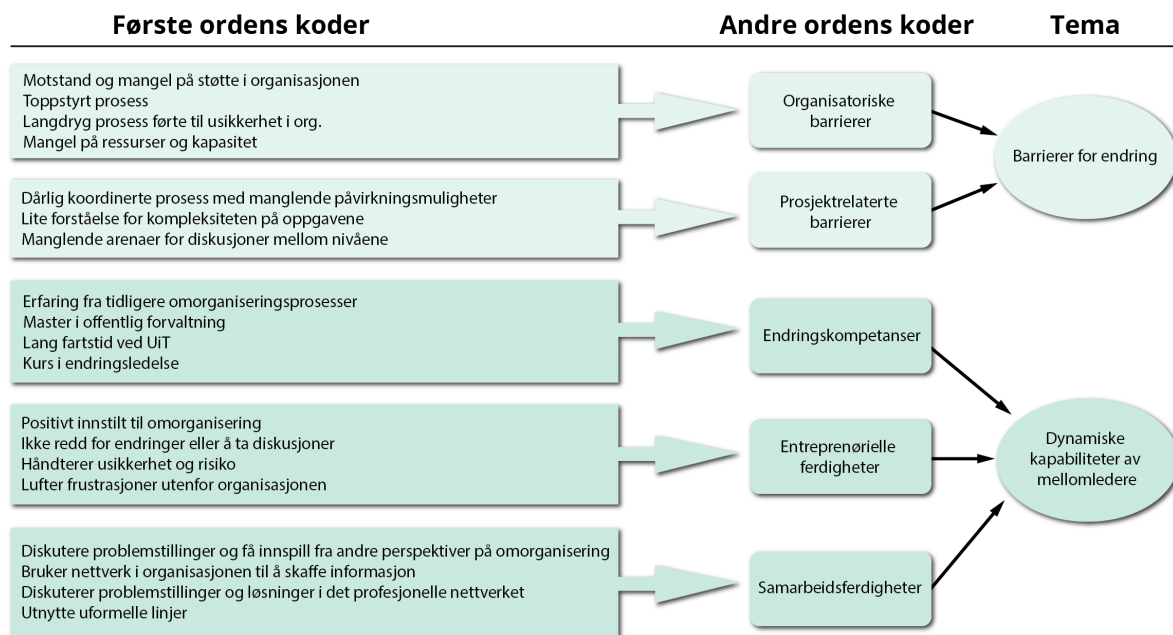 Første ordens koder
Andre ordens koder
Tema
Motstand og mangel på støtte i organisasjonen
Toppstyrt prosess
Langdryg prosess førte til usikkerhet i org.
Mangel på ressurser og kapasitet
Organisatoriske
barrierer
Dårlig koordinerte prosess med manglende påvirkningsmuligheter
Lite forståelse for kompleksiteten på oppgavene
Manglende arenaer for diskusjoner mellom nivåene
Prosjektrelaterte
barrierer
Barrierer for endring
Erfaring fra tidligere omorganiseringsprosesser
Master i offentlig forvaltning
Lang fartstid ved UiT
Kurs i endringsledelse
Endringskompetanser
Positivt innstilt til omorganisering
Ikke redd for endringer eller å ta diskusjoner
Håndterer usikkerhet og risiko
Lufter frustrasjoner utenfor organisasjonen
Entreprenørielle
ferdigheter
Diskutere problemstillinger og få innspill fra andre perspektiver på omorganisering
Bruker nettverk i organisasjonen til å skaffe informasjon
Diskuterer problemstillinger og løsninger i det profesjonelle nettverket
Utnytte uformelle linjer
Samarbeidsferdigheter
Dynamiske
kapabiliteter av
mellomledere